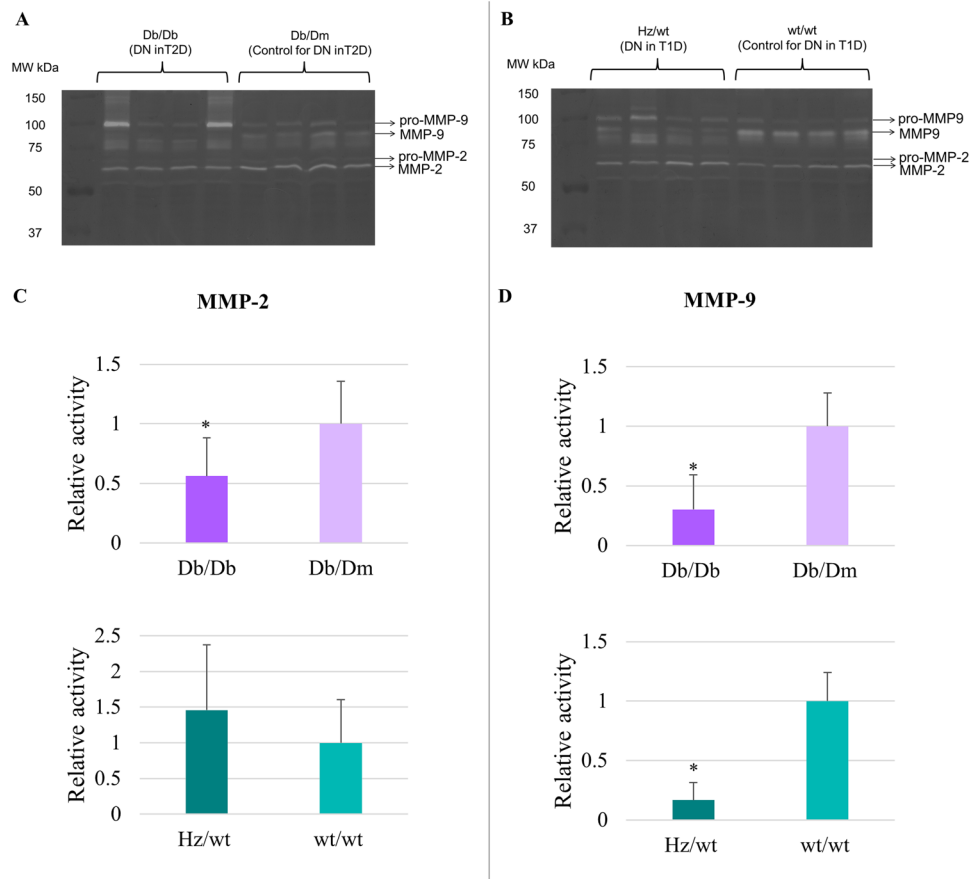 A
Db/Db
(DN inT2D)
Db/Dm
(Control for DN inT2D)
MW kDa
150
100
75
50
37
pro-MMP-9
MMP-9
pro-MMP-2
MMP-2
B
Hz/wt
(DN in T1D)
wt/wt
(Control for DN in T1D)
MW kDa
150
100
75
50
37
pro-MMP9
MMP9
pro-MMP-2
MMP-2
C
MMP-2
Relative activity
1.5
1
0.5
0
*
Db/Db
Db/Dm
Relative activity
2.5
2
1.5
1
0.5
0
Hz/wt
wt/wt
D
MMP-9
Relative activity
1.5
1
0.5
0
*
Db/Db
Db/Dm
Relative activity
1.5
1
0.5
0
*
Hz/wt
wt/wt